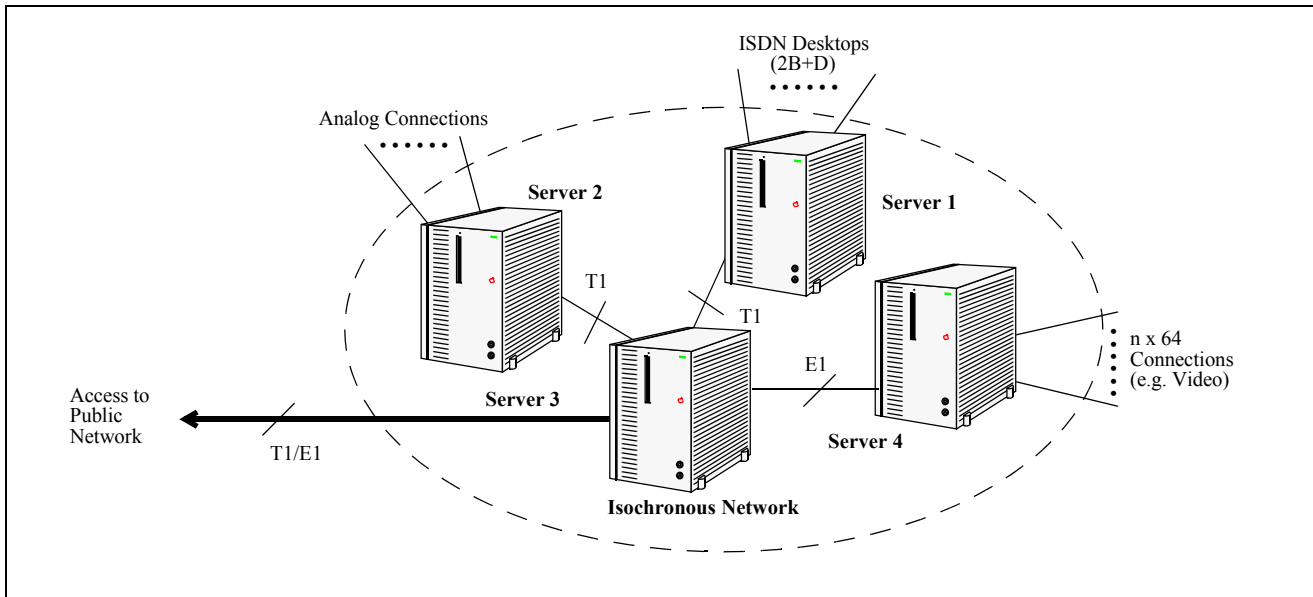 ISDN Desktops
(2B+D)
Analog Connections
Server 2
Server 1
T1
T1
n x 64
Connections
(e.g. Video)
E1
Access to
Public
Network
Server 3
T1/E1
Server 4
Isochronous Network